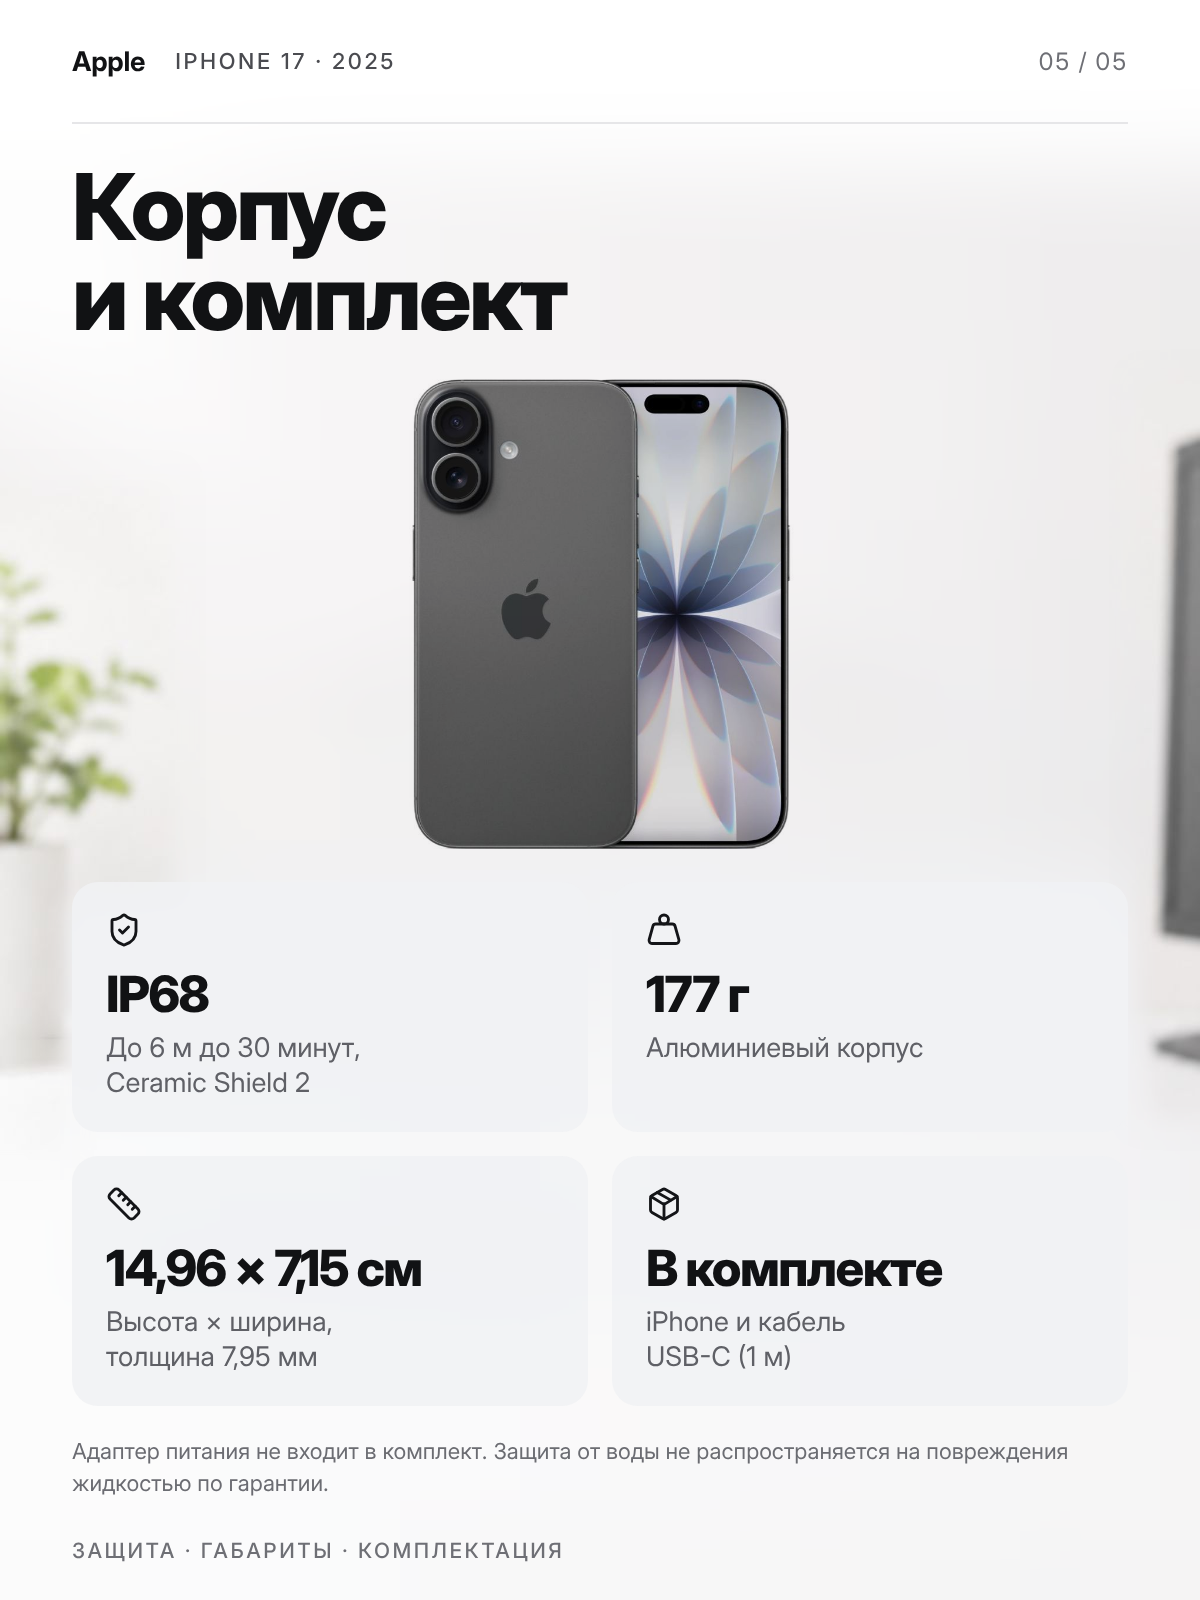 Apple IPHONE 17 · 2025 05 / 05
Корпус
и комплект
IP68
До 6 м до 30 минут,
Ceramic Shield 2
177 г
Алюминиевый корпус
14,96 × 7,15 см
Высота × ширина,
толщина 7,95 мм
В комплекте
iPhone и кабель
USB-C (1 м)
Адаптер питания не входит в комплект. Защита от воды не распространяется на повреждения
жидкостью по гарантии.
ЗАЩИТА · ГАБАРИТЫ · КОМПЛЕКТАЦИЯ